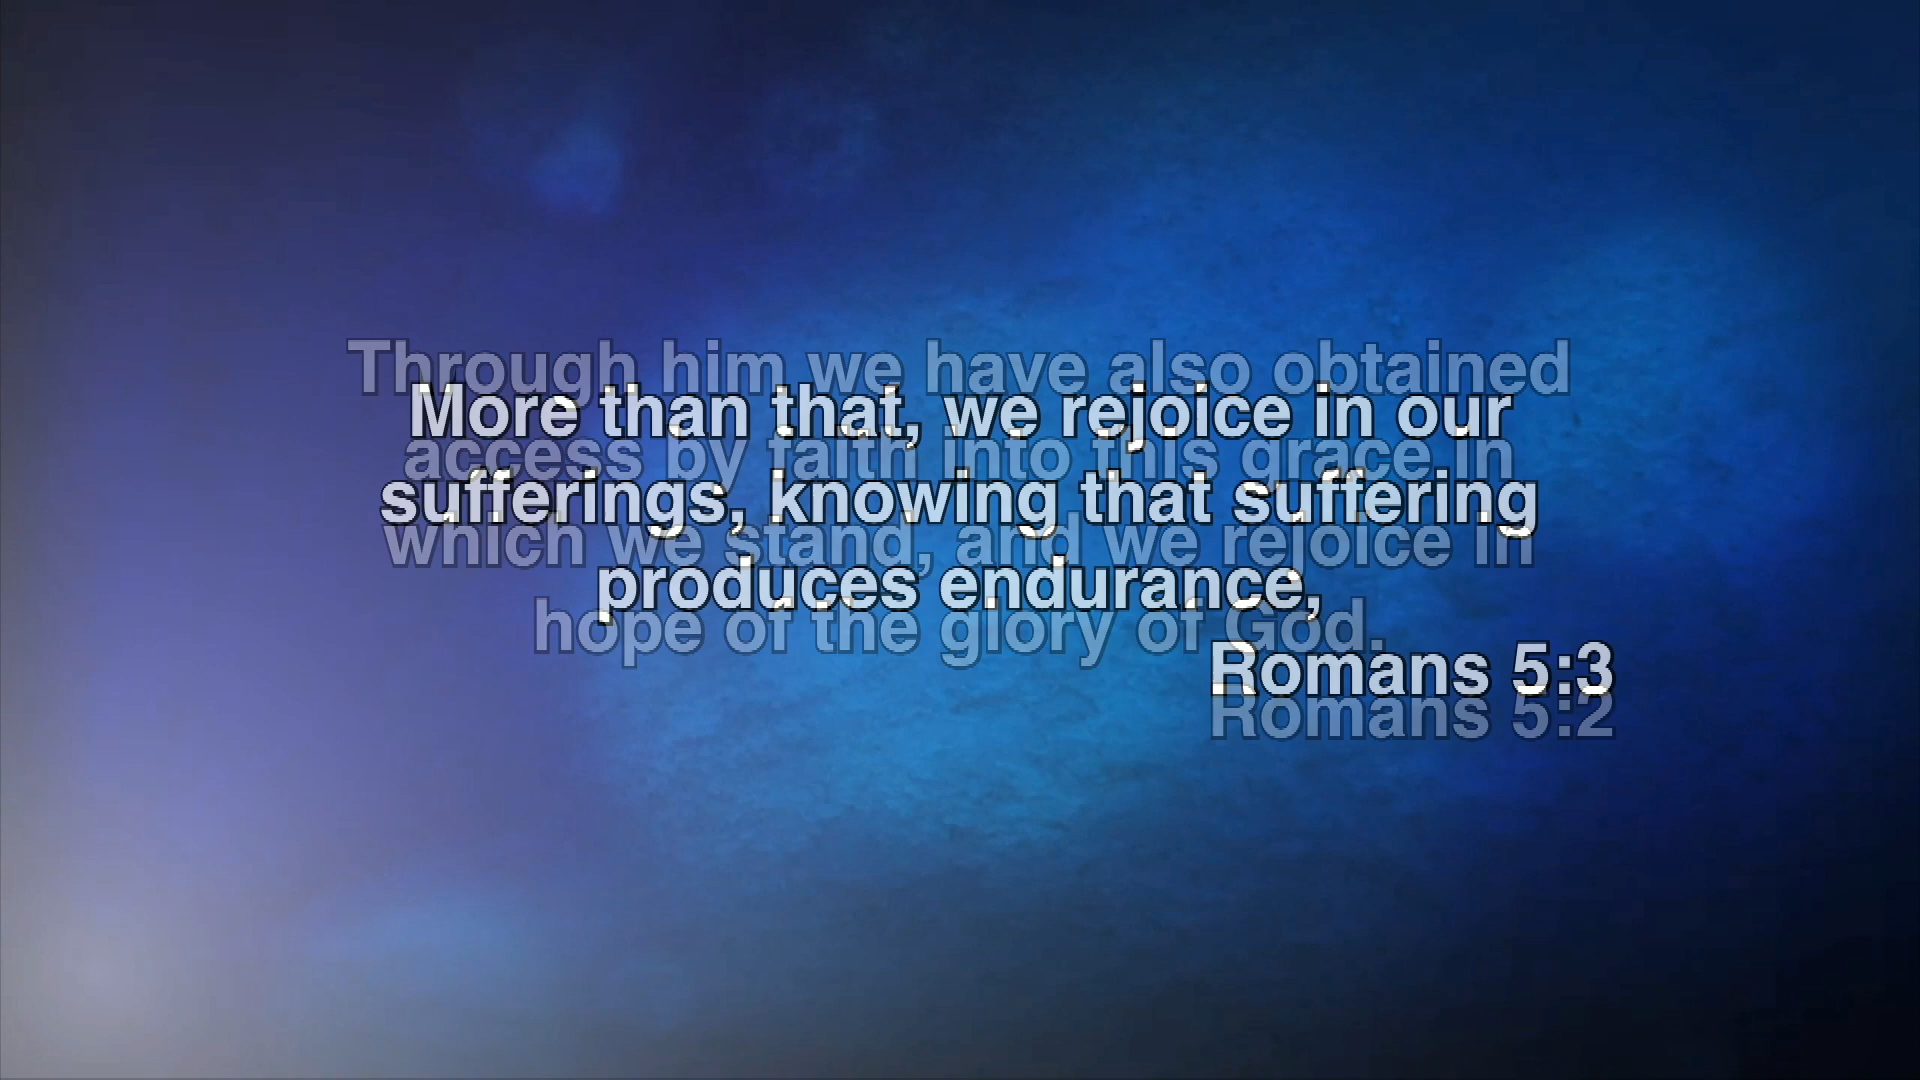 Through him we have also obtained
access by faith into this grace in
which we stand, and we rejoice in
hope of the glory of God.
Romans 5:2
More than that, we rejoice in our
sufferings, knowing that suffering
produces endurance,
Romans 5:3